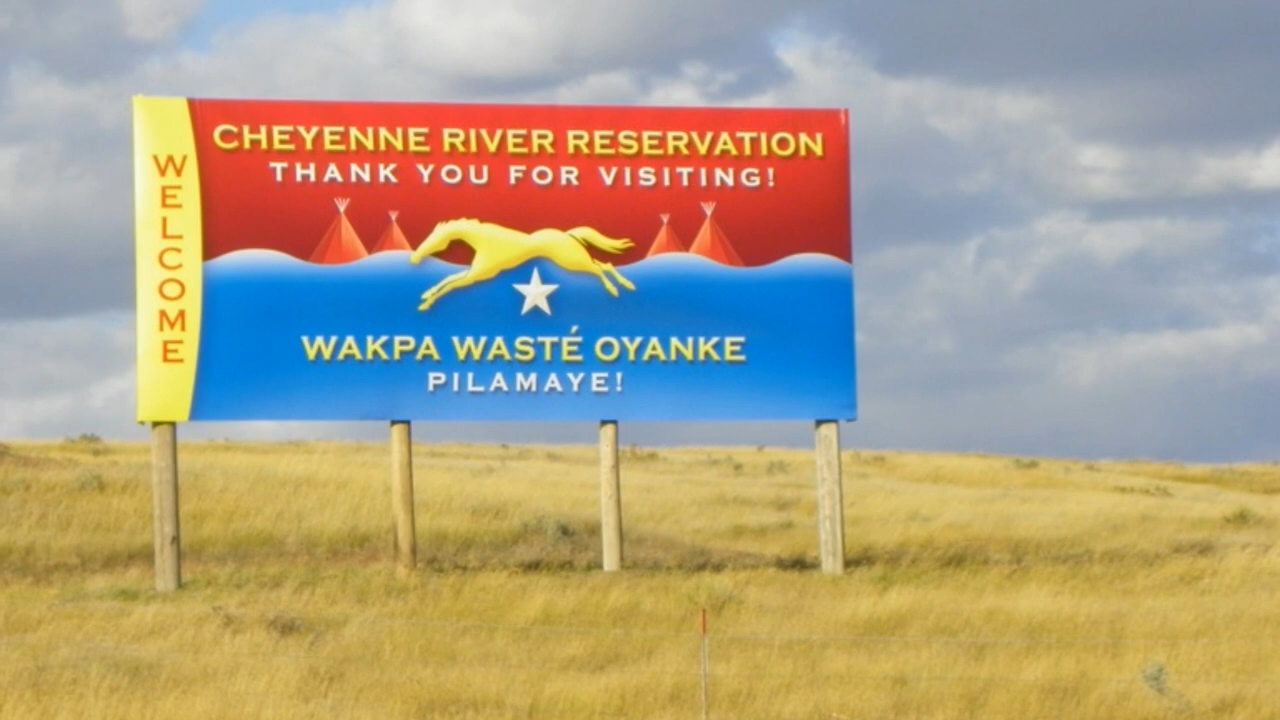 WELCOME
CHEYENNE RIVER RESERVATION
THANK YOU FOR VISITING!
WAKPA WASTÉ OYANKE
PILAMAYE!